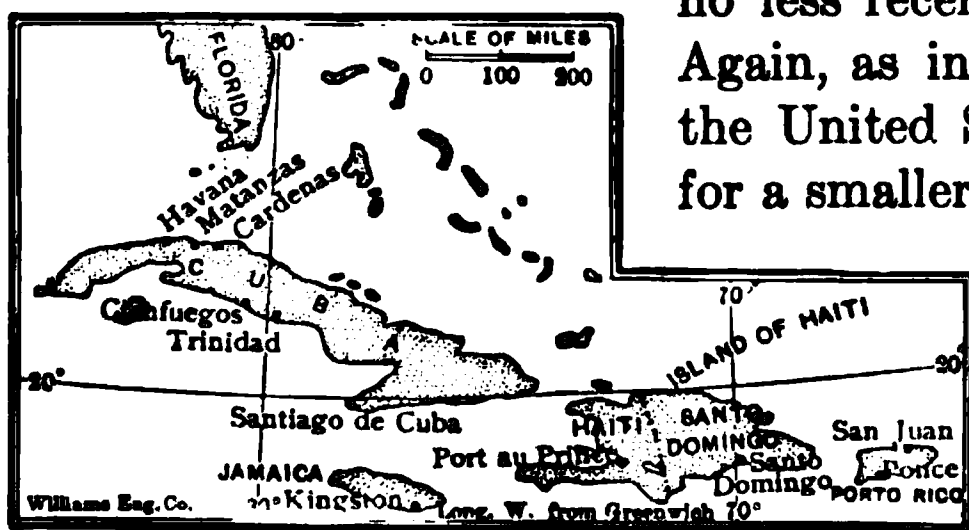 no less recen
Again, as in
the United S
for a smaller
SCALE OF MILES
0 100 200
80°
FLORIDA
Havana
Matanzas
Cardenas
CUBA
Cienfuegos
Trinidad
70°
ISLAND OF HAITI
20°
20°
Santiago de Cuba
HAITI
SANTO
DOMINGO
San Juan
Port au Prince
Santo
Domingo
Ponce
PORTO RICO
JAMAICA
Kingston
Williams Eng. Co.
Long. W. from Greenwich 70°